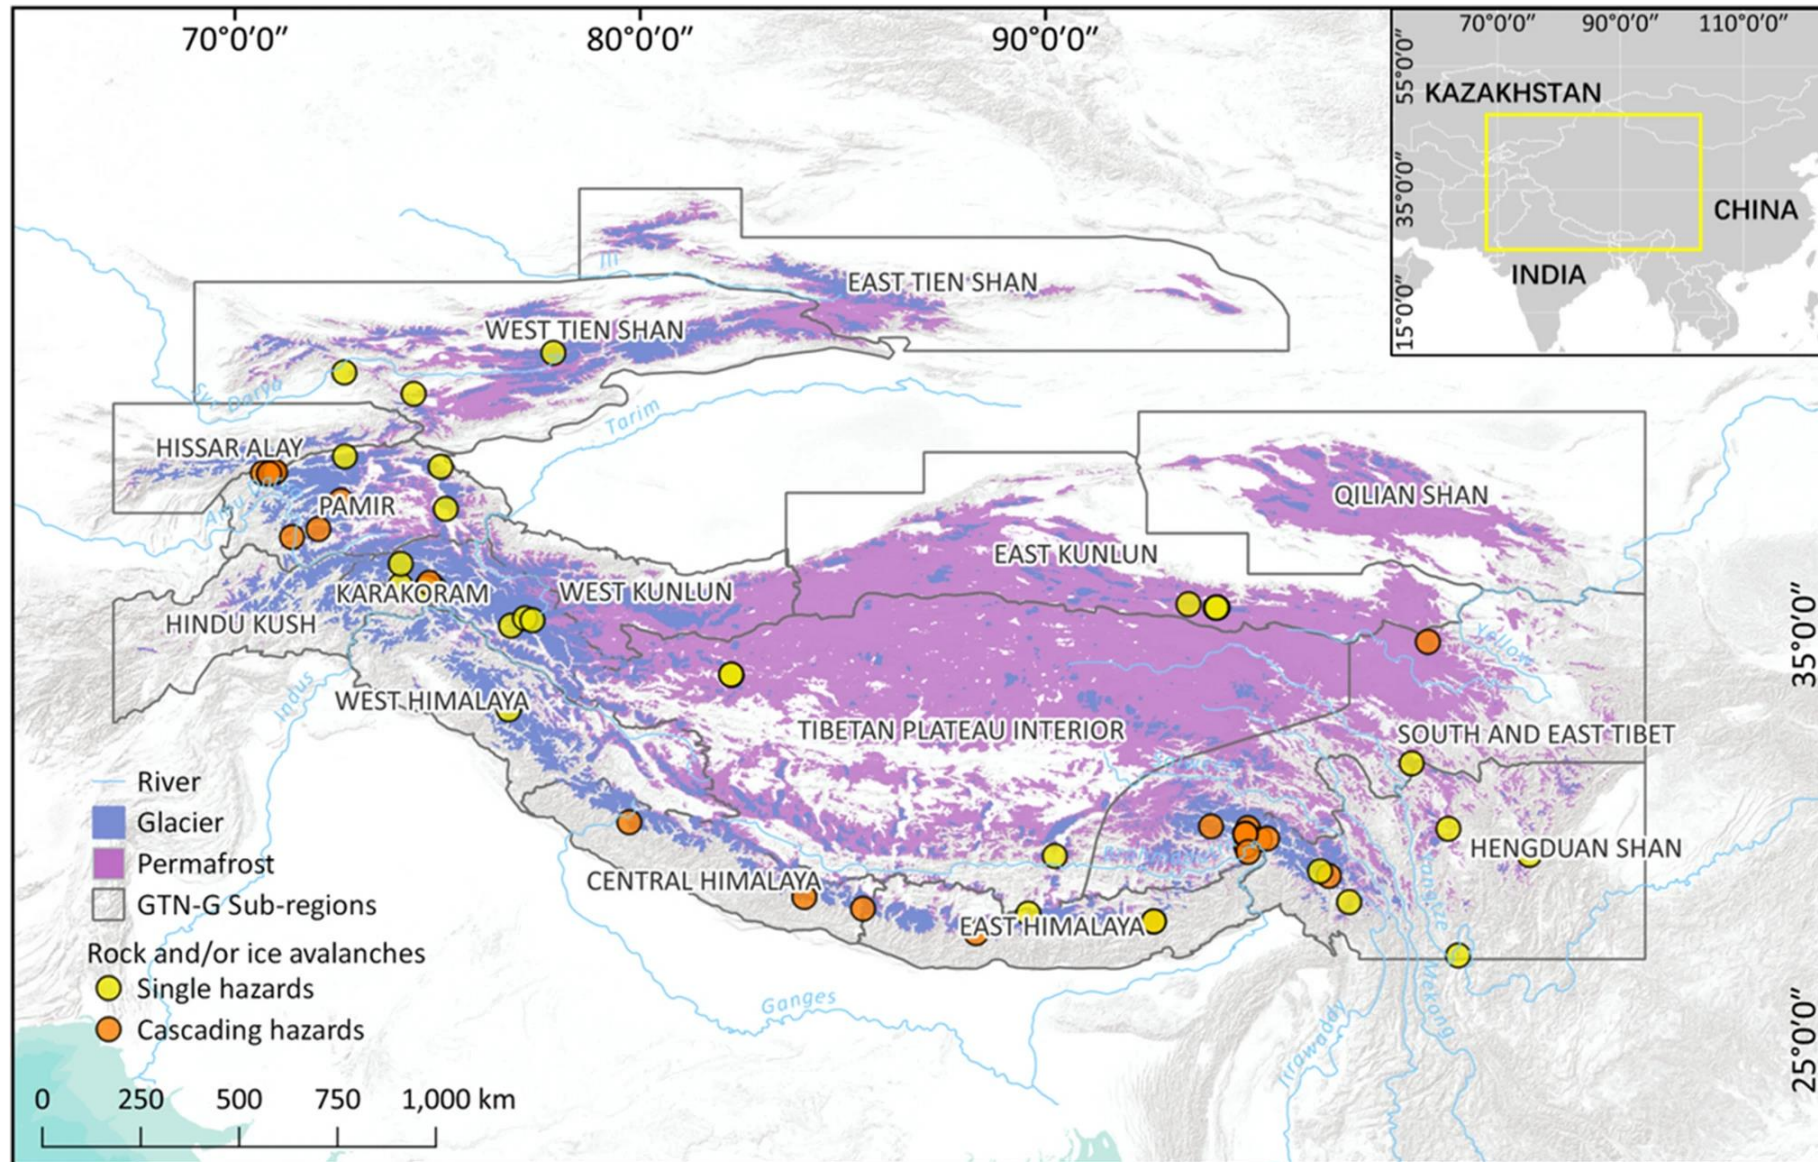 70°0′0″ 80°0′0″ 90°0′0″
70°0′0″ 90°0′0″ 110°0′0″
55°0′0″
35°0′0″
15°0′0″
KAZAKHSTAN
CHINA
INDIA
Ili
EAST TIEN SHAN
WEST TIEN SHAN
Syr Darya
Tarim
HISSAR ALAY
PAMIR
QILIAN SHAN
EAST KUNLUN
WEST KUNLUN
KARAKORAM
HINDU KUSH
Yellow
35°0′0″
Indus
WEST HIMALAYA
TIBETAN PLATEAU INTERIOR
SOUTH AND EAST TIBET
HENGDUAN SHAN
CENTRAL HIMALAYA
EAST HIMALAYA
Yangtze
Mekong
Ganges
Irrawaddy
25°0′0″
River
Glacier
Permafrost
GTN-G Sub-regions
Rock and/or ice avalanches
Single hazards
Cascading hazards
0 250 500 750 1,000 km